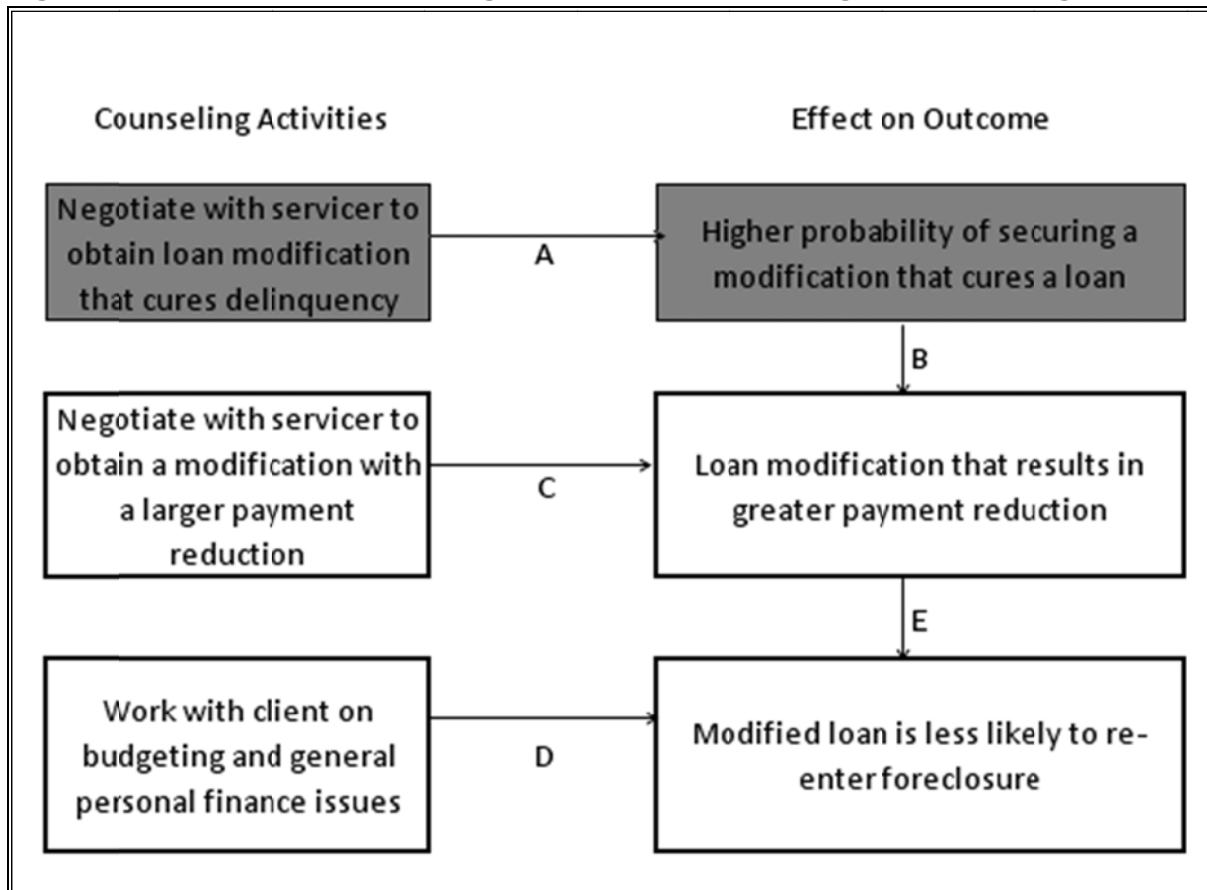 Counseling Activities
Effect on Outcome
Negotiate with servicer to
obtain loan modification
that cures delinquency
A
Higher probability of securing a
modification that cures a loan
B
Negotiate with servicer to
obtain a modification with
a larger payment
reduction
C
Loan modification that results in
greater payment reduction
E
Work with client on
budgeting and general
personal finance issues
D
Modified loan is less likely to re-
enter foreclosure